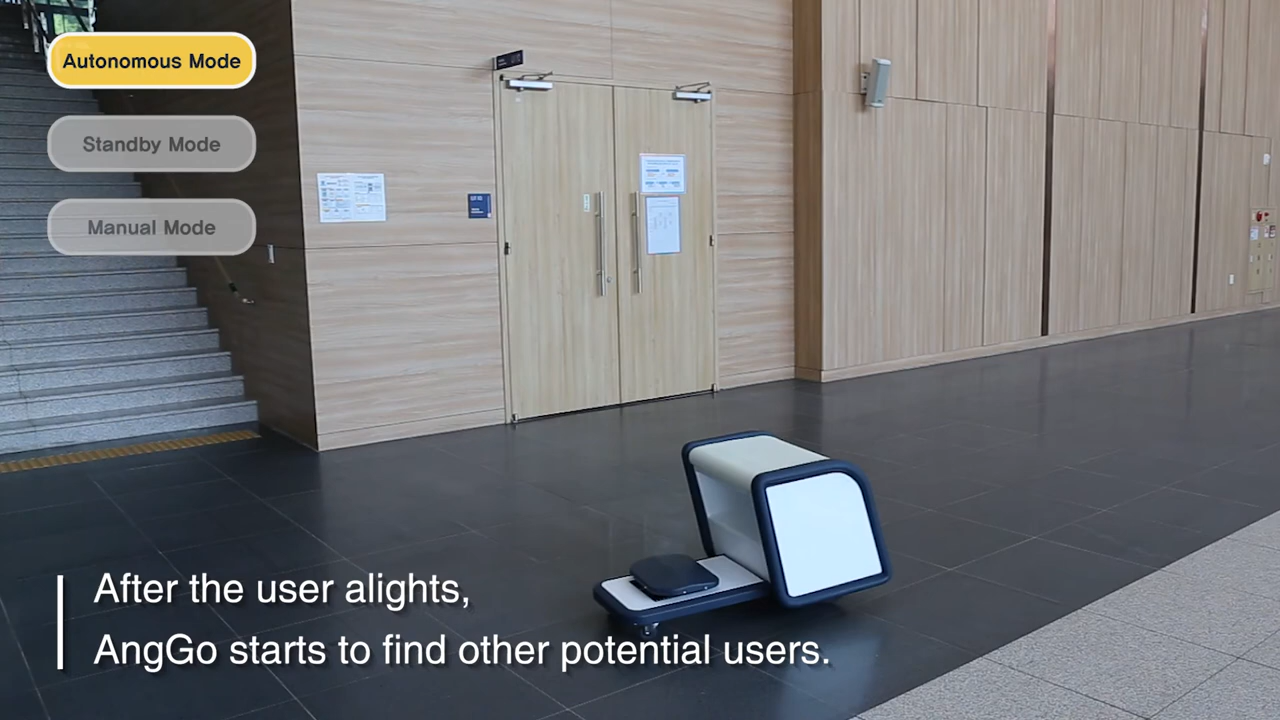 Autonomous Mode
Standby Mode
Manual Mode
After the user alights,
AngGo starts to find other potential users.